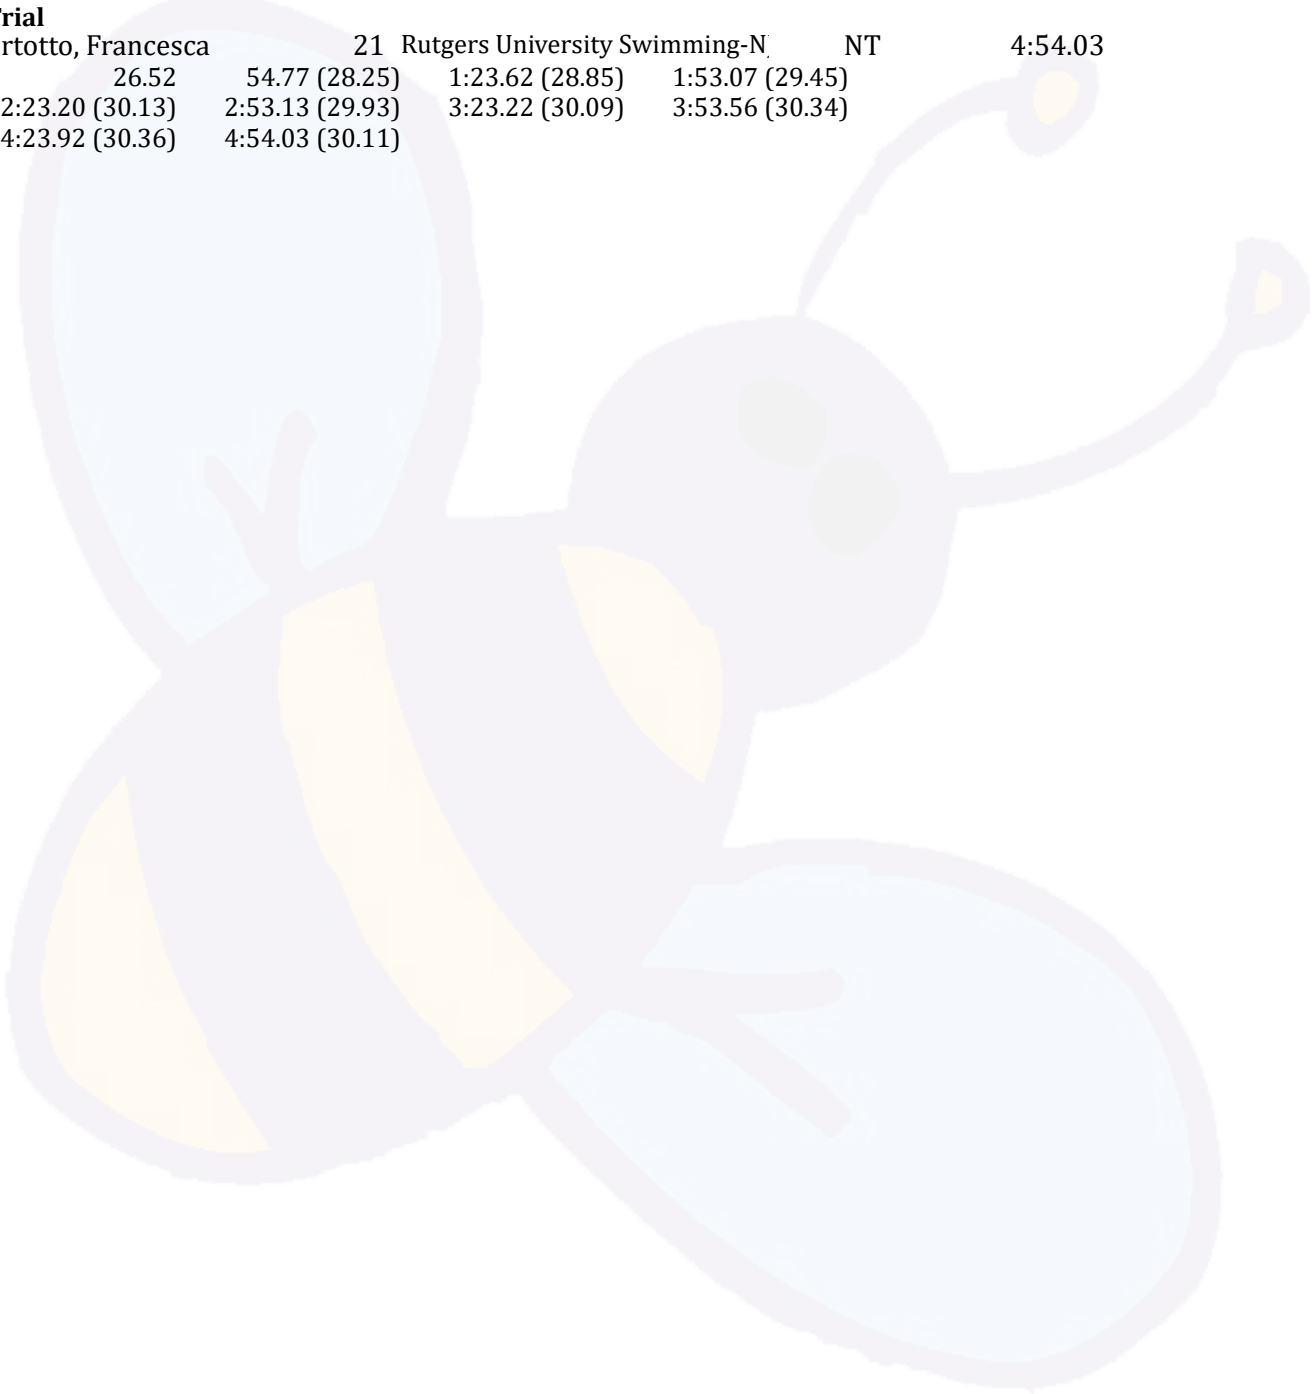 rial
rtotto, Francesca 21 Rutgers University Swimming-N NT 4:54.03
26.52 54.77 (28.25) 1:23.62 (28.85) 1:53.07 (29.45)
2:23.20 (30.13) 2:53.13 (29.93) 3:23.22 (30.09) 3:53.56 (30.34)
4:23.92 (30.36) 4:54.03 (30.11)